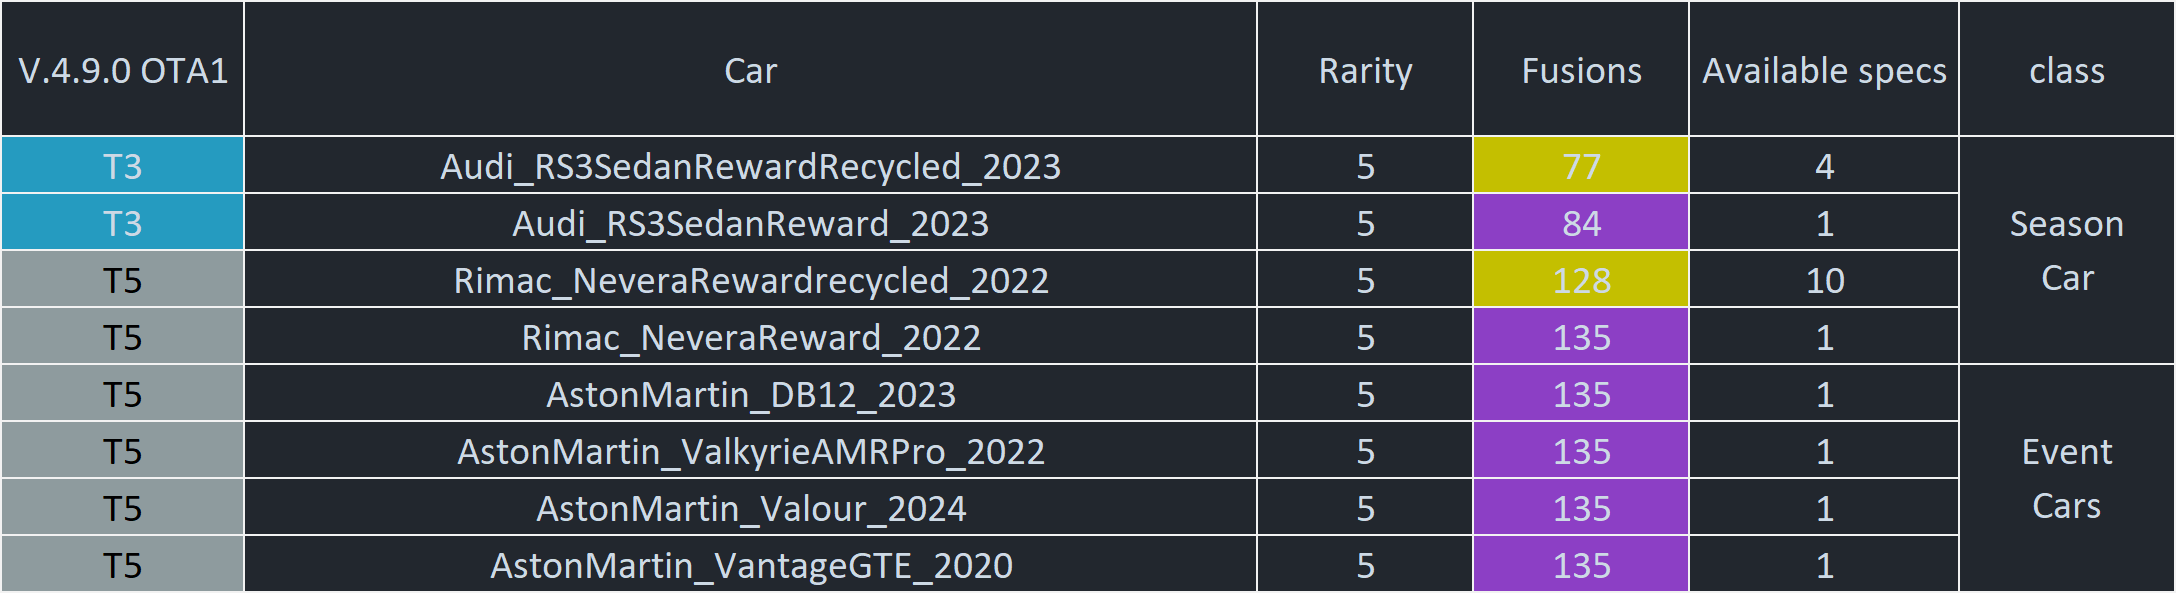 V.4.9.0 OTA1 Car Rarity Fusions Available specs class
T3 Audi_RS3SedanRewardRecycled_2023 5 77 4
T3 Audi_RS3SedanReward_2023 5 84 1 Season
T5 Rimac_NeveraRewardrecycled_2022 5 128 10 Car
T5 Rimac_NeveraReward_2022 5 135 1
T5 AstonMartin_DB12_2023 5 135 1
T5 AstonMartin_ValkyrieAMRPro_2022 5 135 1 Event
T5 AstonMartin_Valour_2024 5 135 1 Cars
T5 AstonMartin_VantageGTE_2020 5 135 1